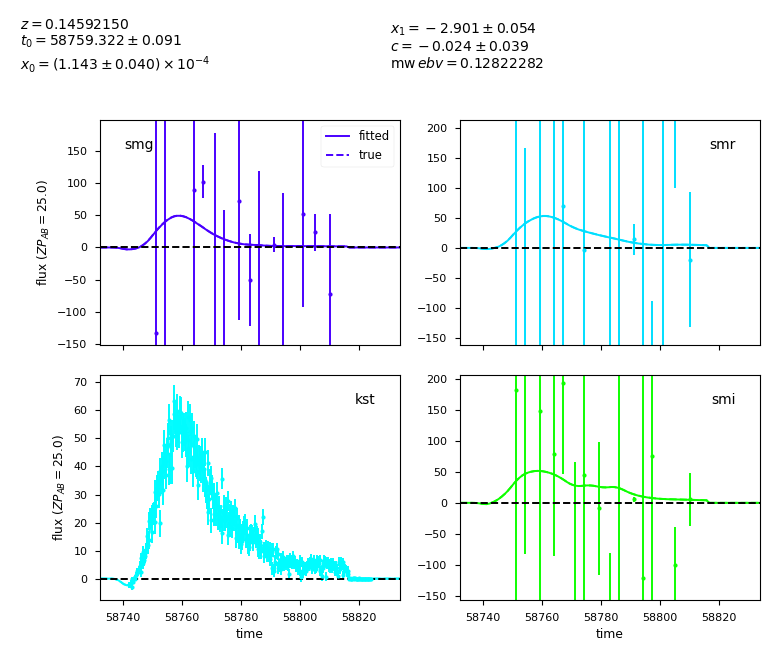 z = 0.14592150
t₀ = 58759.322 ± 0.091
x₀ = (1.143 ± 0.040) × 10⁻⁴
x₁ = −2.901 ± 0.054
c = −0.024 ± 0.039
mw ebv = 0.12822282
smg
fitted
true
150
100
50
0
−50
−100
−150
flux (ZP_AB = 25.0)
smr
200
150
100
50
0
−50
−100
−150
kst
70
60
50
40
30
20
10
0
flux (ZP_AB = 25.0)
58740 58760 58780 58800 58820
time
smi
200
150
100
50
0
−50
−100
−150
58740 58760 58780 58800 58820
time